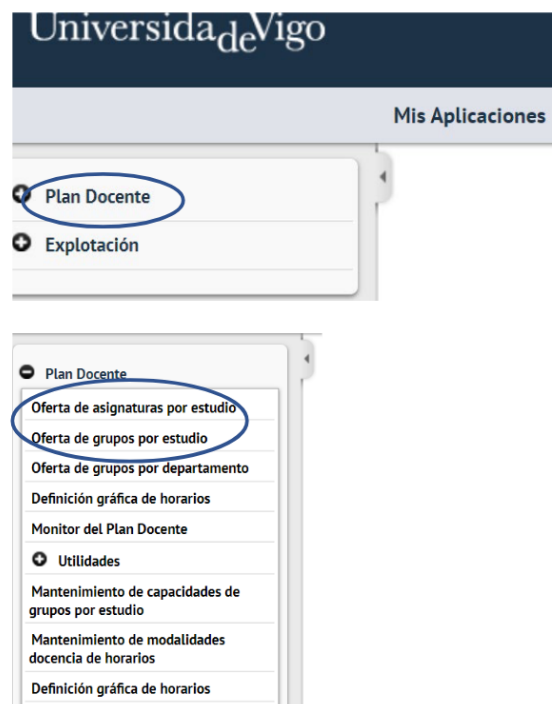 Universidade Vigo
Mis Aplicaciones
Plan Docente
Explotación
Plan Docente
Oferta de asignaturas por estudio
Oferta de grupos por estudio
Oferta de grupos por departamento
Definición gráfica de horarios
Monitor del Plan Docente
Utilidades
Mantenimiento de capacidades de
grupos por estudio
Mantenimiento de modalidades
docencia de horarios
Definición gráfica de horarios